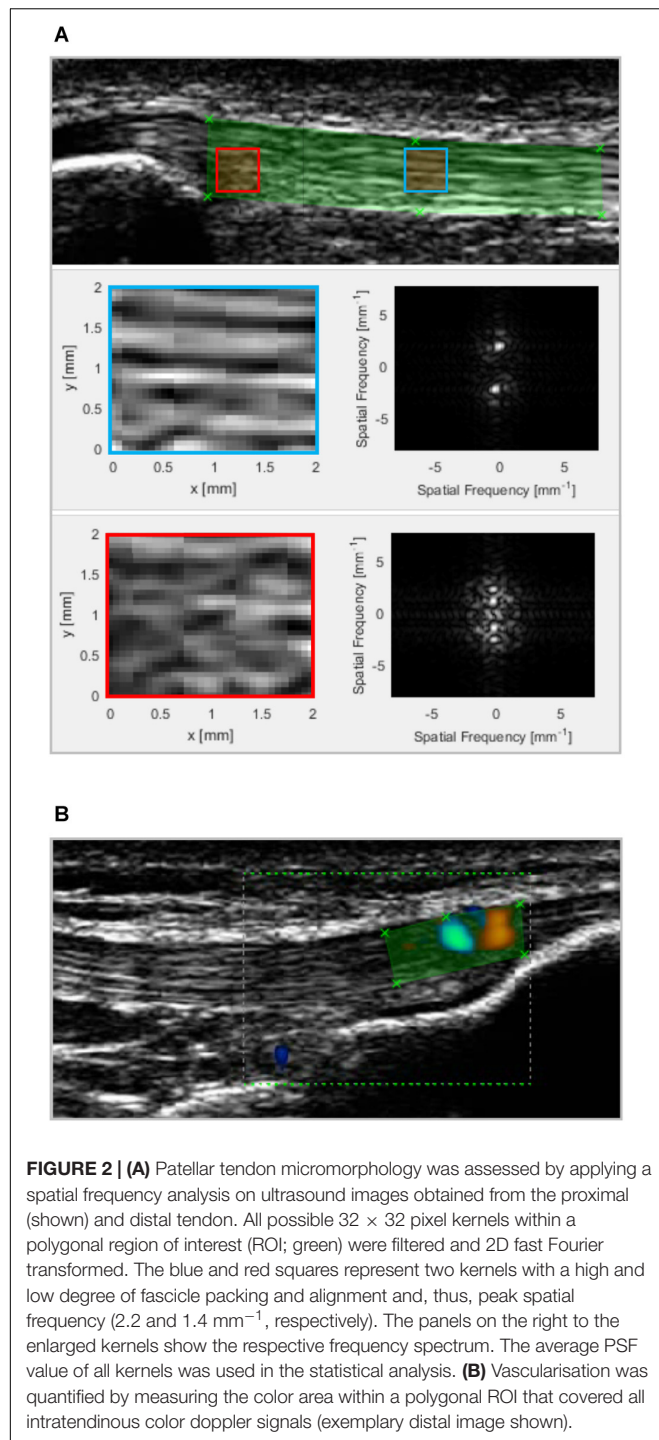 A
2
1.5
1
0.5
0
y [mm]
0 0.5 1 1.5 2
x [mm]
5
0
-5
Spatial Frequency [mm-1]
-5 0 5
Spatial Frequency [mm-1]
2
1.5
1
0.5
0
y [mm]
0 0.5 1 1.5 2
x [mm]
5
0
-5
Spatial Frequency [mm-1]
-5 0 5
Spatial Frequency [mm-1]
B
FIGURE 2 | (A) Patellar tendon micromorphology was assessed by applying a
spatial frequency analysis on ultrasound images obtained from the proximal
(shown) and distal tendon. All possible 32 × 32 pixel kernels within a
polygonal region of interest (ROI; green) were filtered and 2D fast Fourier
transformed. The blue and red squares represent two kernels with a high and
low degree of fascicle packing and alignment and, thus, peak spatial
frequency (2.2 and 1.4 mm−1, respectively). The panels on the right to the
enlarged kernels show the respective frequency spectrum. The average PSF
value of all kernels was used in the statistical analysis. (B) Vascularisation was
quantified by measuring the color area within a polygonal ROI that covered all
intratendinous color doppler signals (exemplary distal image shown).